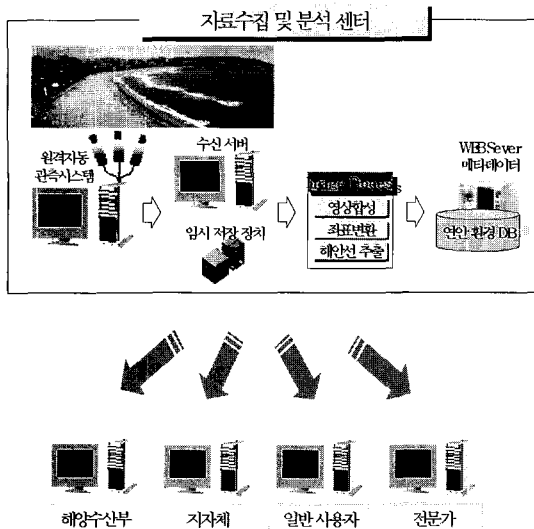 자료수집 및 분석 센터
원격자동
관측시스템
수신 서버
임시 저장 장치
Image Process
영상합성
좌표변환
해안선 추출
WEB Sever
메타데이터
연안·환경 DB
해양수산부
지자체
일반 사용자
전문가